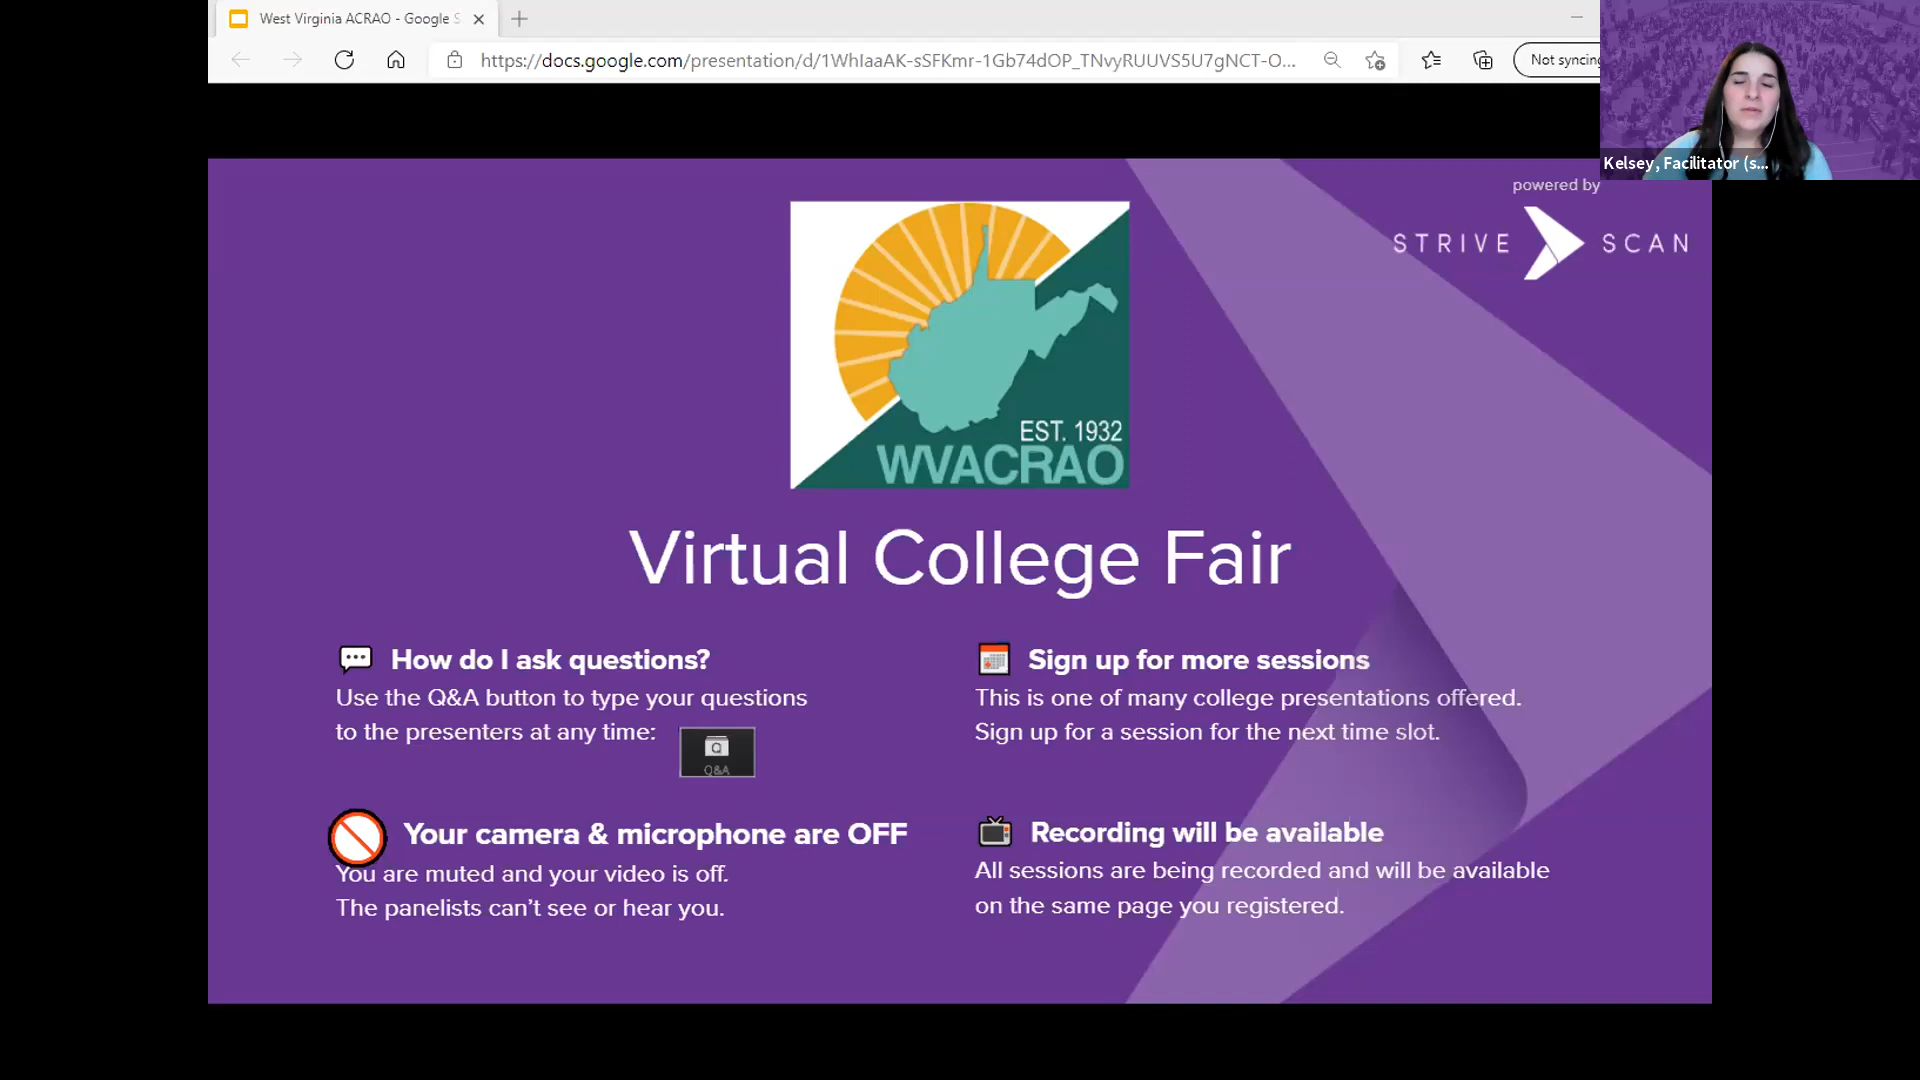 West Virginia ACRAO - Google S
https://docs.google.com/presentation/d/1WhIaaAK-sSFKmr-1Gb74dOP_TNvyRUUVS5U7gNCT-O...
Not syncing
Kelsey, Facilitator (s...
powered by
STRIVE SCAN
EST. 1932
WVACRAO
Virtual College Fair
How do I ask questions?
Use the Q&A button to type your questions
to the presenters at any time:
Q
Q&A
Sign up for more sessions
This is one of many college presentations offered.
Sign up for a session for the next time slot.
Your camera & microphone are OFF
You are muted and your video is off.
The panelists can't see or hear you.
Recording will be available
All sessions are being recorded and will be available
on the same page you registered.